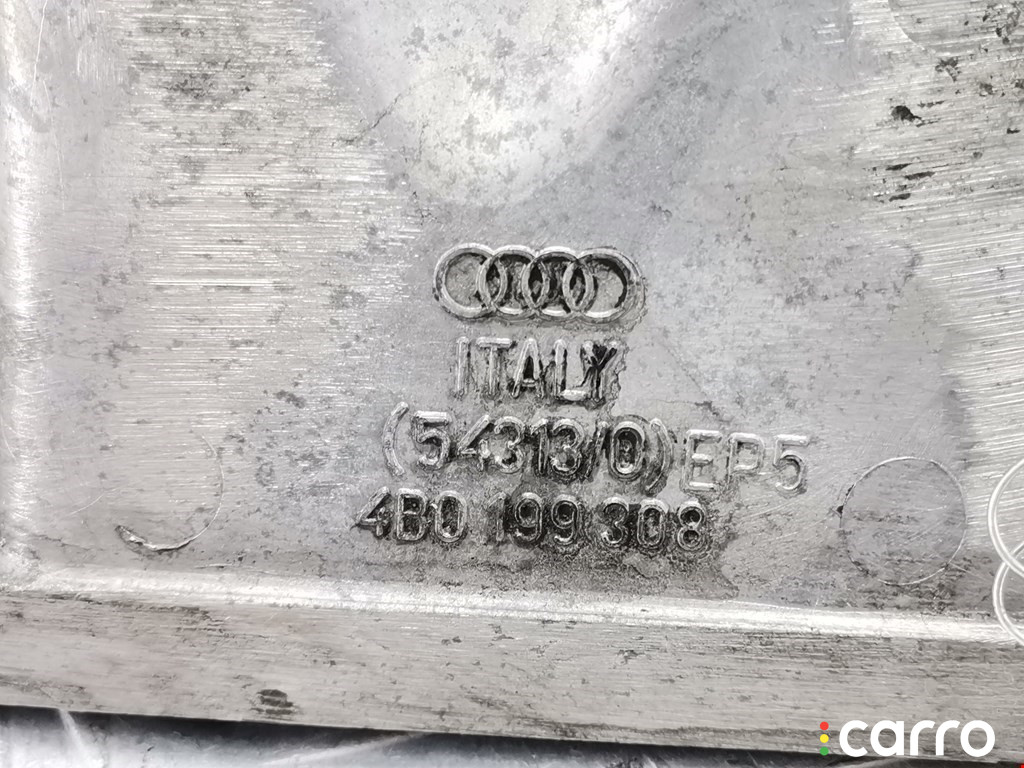 ITALY
(54313/0) EP5
4B0 199 308
carro